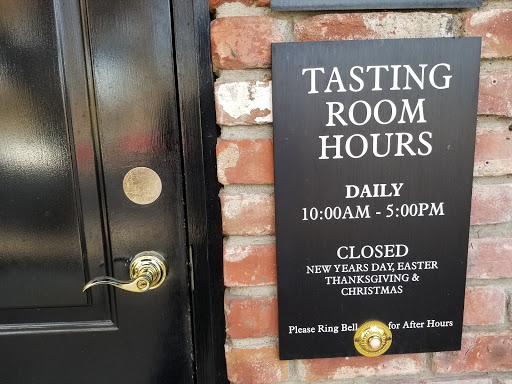 TASTING
ROOM
HOURS
DAILY
10:00AM - 5:00PM
CLOSED
NEW YEARS DAY, EASTER
THANKSGIVING &
CHRISTMAS
Please Ring Bell for After Hours